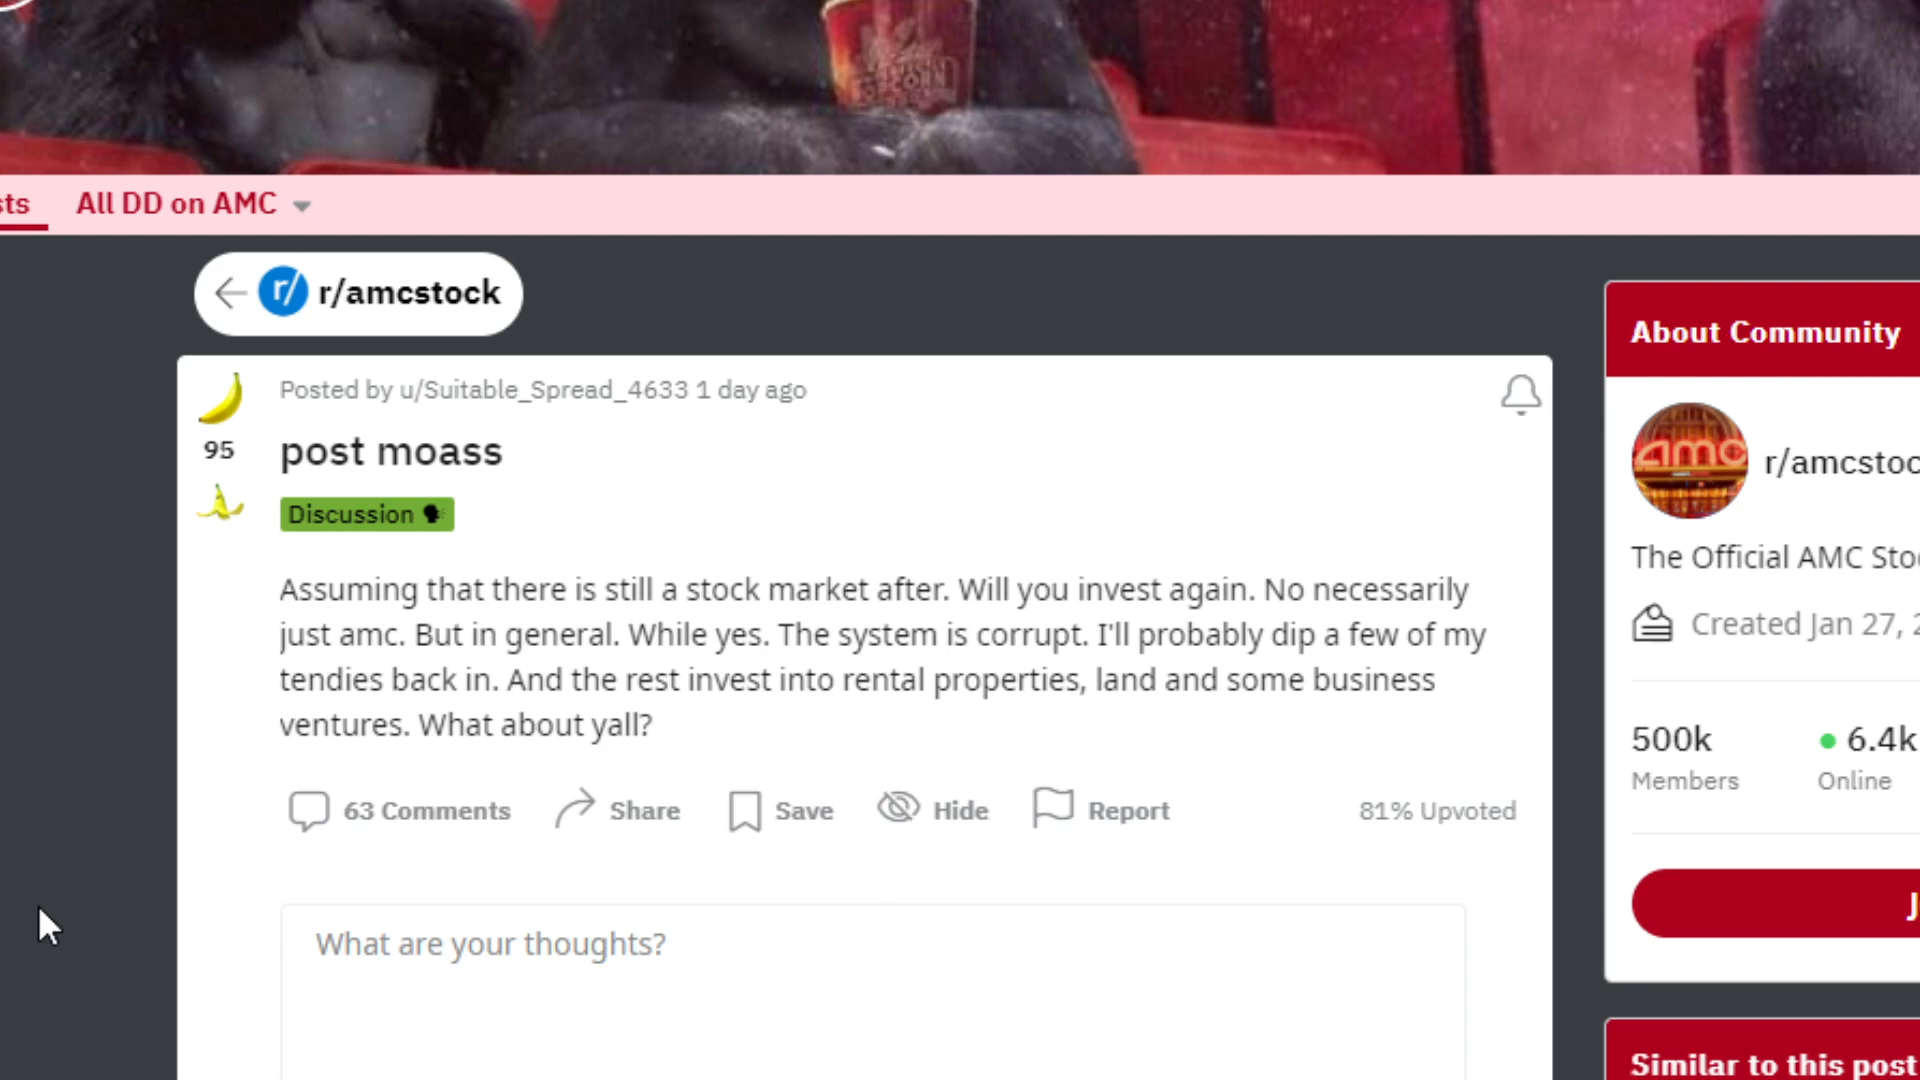 POPCORN
sts All DD on AMC
r/ r/amcstock
Posted by u/Suitable_Spread_4633 1 day ago
95
post moass
Discussion
Assuming that there is still a stock market after. Will you invest again. No necessarily
just amc. But in general. While yes. The system is corrupt. I'll probably dip a few of my
tendies back in. And the rest invest into rental properties, land and some business
ventures. What about yall?
63 Comments Share Save Hide Report 81% Upvoted
What are your thoughts?
About Community
amc
r/amcstoc
The Official AMC Sto
Created Jan 27, 2
500k 6.4k
Members Online
J
Similar to this post